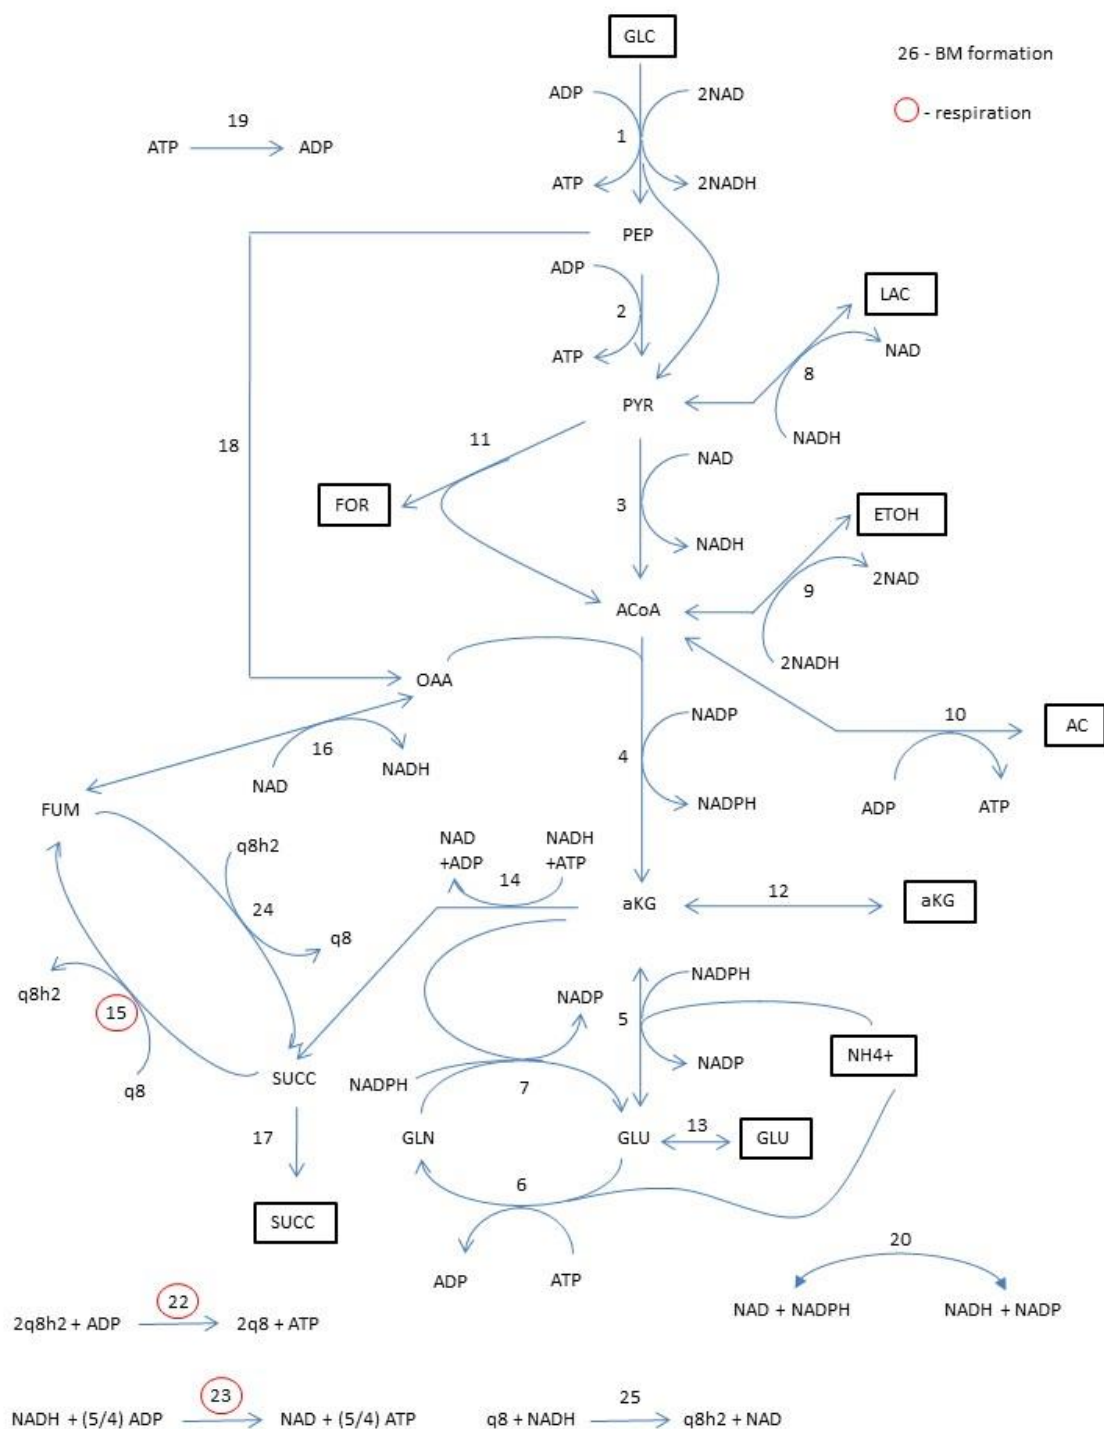 GLC
26 - BM formation
ADP
2NAD
- respiration
19
1
ATP
ADP
ATP
2NADH
PEP
ADP
LAC
2
NAD
ATP
8
PYR
NADH
11
18
NAD
FOR
3
ETOH
NADH
2NAD
9
ACoA
2NADH
OAA
NADP
10
AC
16
4
NAD
NADH
NADPH
ADP
ATP
FUM
q8h2
NAD
+ADP
NADH
+ATP
14
12
24
aKG
aKG
q8
NADPH
q8h2
15
NADP
5
NH4+
q8
SUCC
NADPH
7
NADP
17
GLN
GLU
13
GLU
6
SUCC
ADP
ATP
20
22
NAD + NADPH
NADH + NADP
2q8h2 + ADP
2q8 + ATP
23
25
NADH + (5/4) ADP
NAD + (5/4) ATP
q8 + NADH
q8h2 + NAD